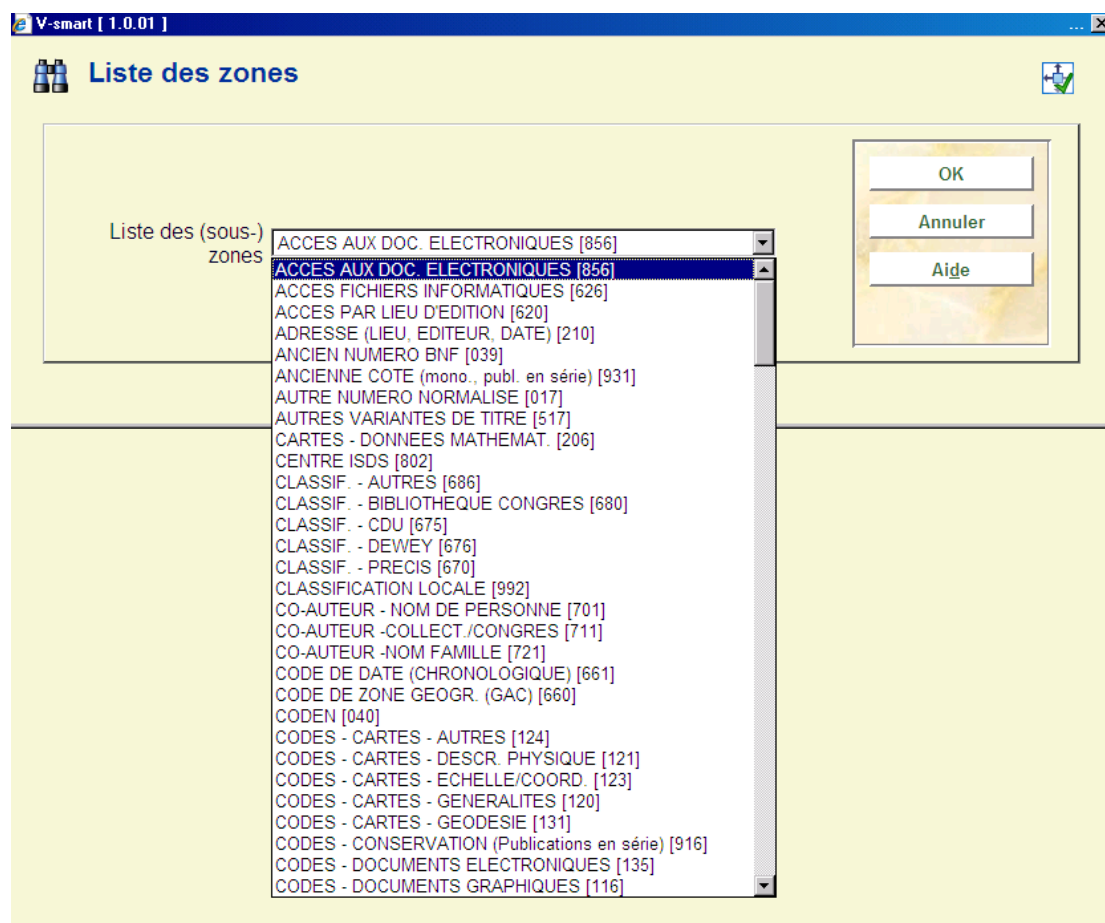 V-smart [ 1.0.01 ]
...
Liste des zones
OK
Annuler
Aide
Liste des (sous-)
zones
ACCES AUX DOC. ELECTRONIQUES [856]
ACCES AUX DOC. ELECTRONIQUES [856]
ACCES FICHIERS INFORMATIQUES [626]
ACCES PAR LIEU D'EDITION [620]
ADRESSE (LIEU, EDITEUR, DATE) [210]
ANCIEN NUMERO BNF [039]
ANCIENNE COTE (mono., publ. en série) [931]
AUTRE NUMERO NORMALISE [017]
AUTRES VARIANTES DE TITRE [517]
CARTES - DONNEES MATHEMAT. [206]
CENTRE ISDS [802]
CLASSIF. - AUTRES [686]
CLASSIF. - BIBLIOTHEQUE CONGRES [680]
CLASSIF. - CDU [675]
CLASSIF. - DEWEY [676]
CLASSIF. - PRECIS [670]
CLASSIFICATION LOCALE [992]
CO-AUTEUR - NOM DE PERSONNE [701]
CO-AUTEUR -COLLECT./CONGRES [711]
CO-AUTEUR -NOM FAMILLE [721]
CODE DE DATE (CHRONOLOGIQUE) [661]
CODE DE ZONE GEOGR. (GAC) [660]
CODEN [040]
CODES - CARTES - AUTRES [124]
CODES - CARTES - DESCR. PHYSIQUE [121]
CODES - CARTES - ECHELLE/COORD. [123]
CODES - CARTES - GENERALITES [120]
CODES - CARTES - GEODESIE [131]
CODES - CONSERVATION (Publications en série) [916]
CODES - DOCUMENTS ELECTRONIQUES [135]
CODES - DOCUMENTS GRAPHIQUES [116]